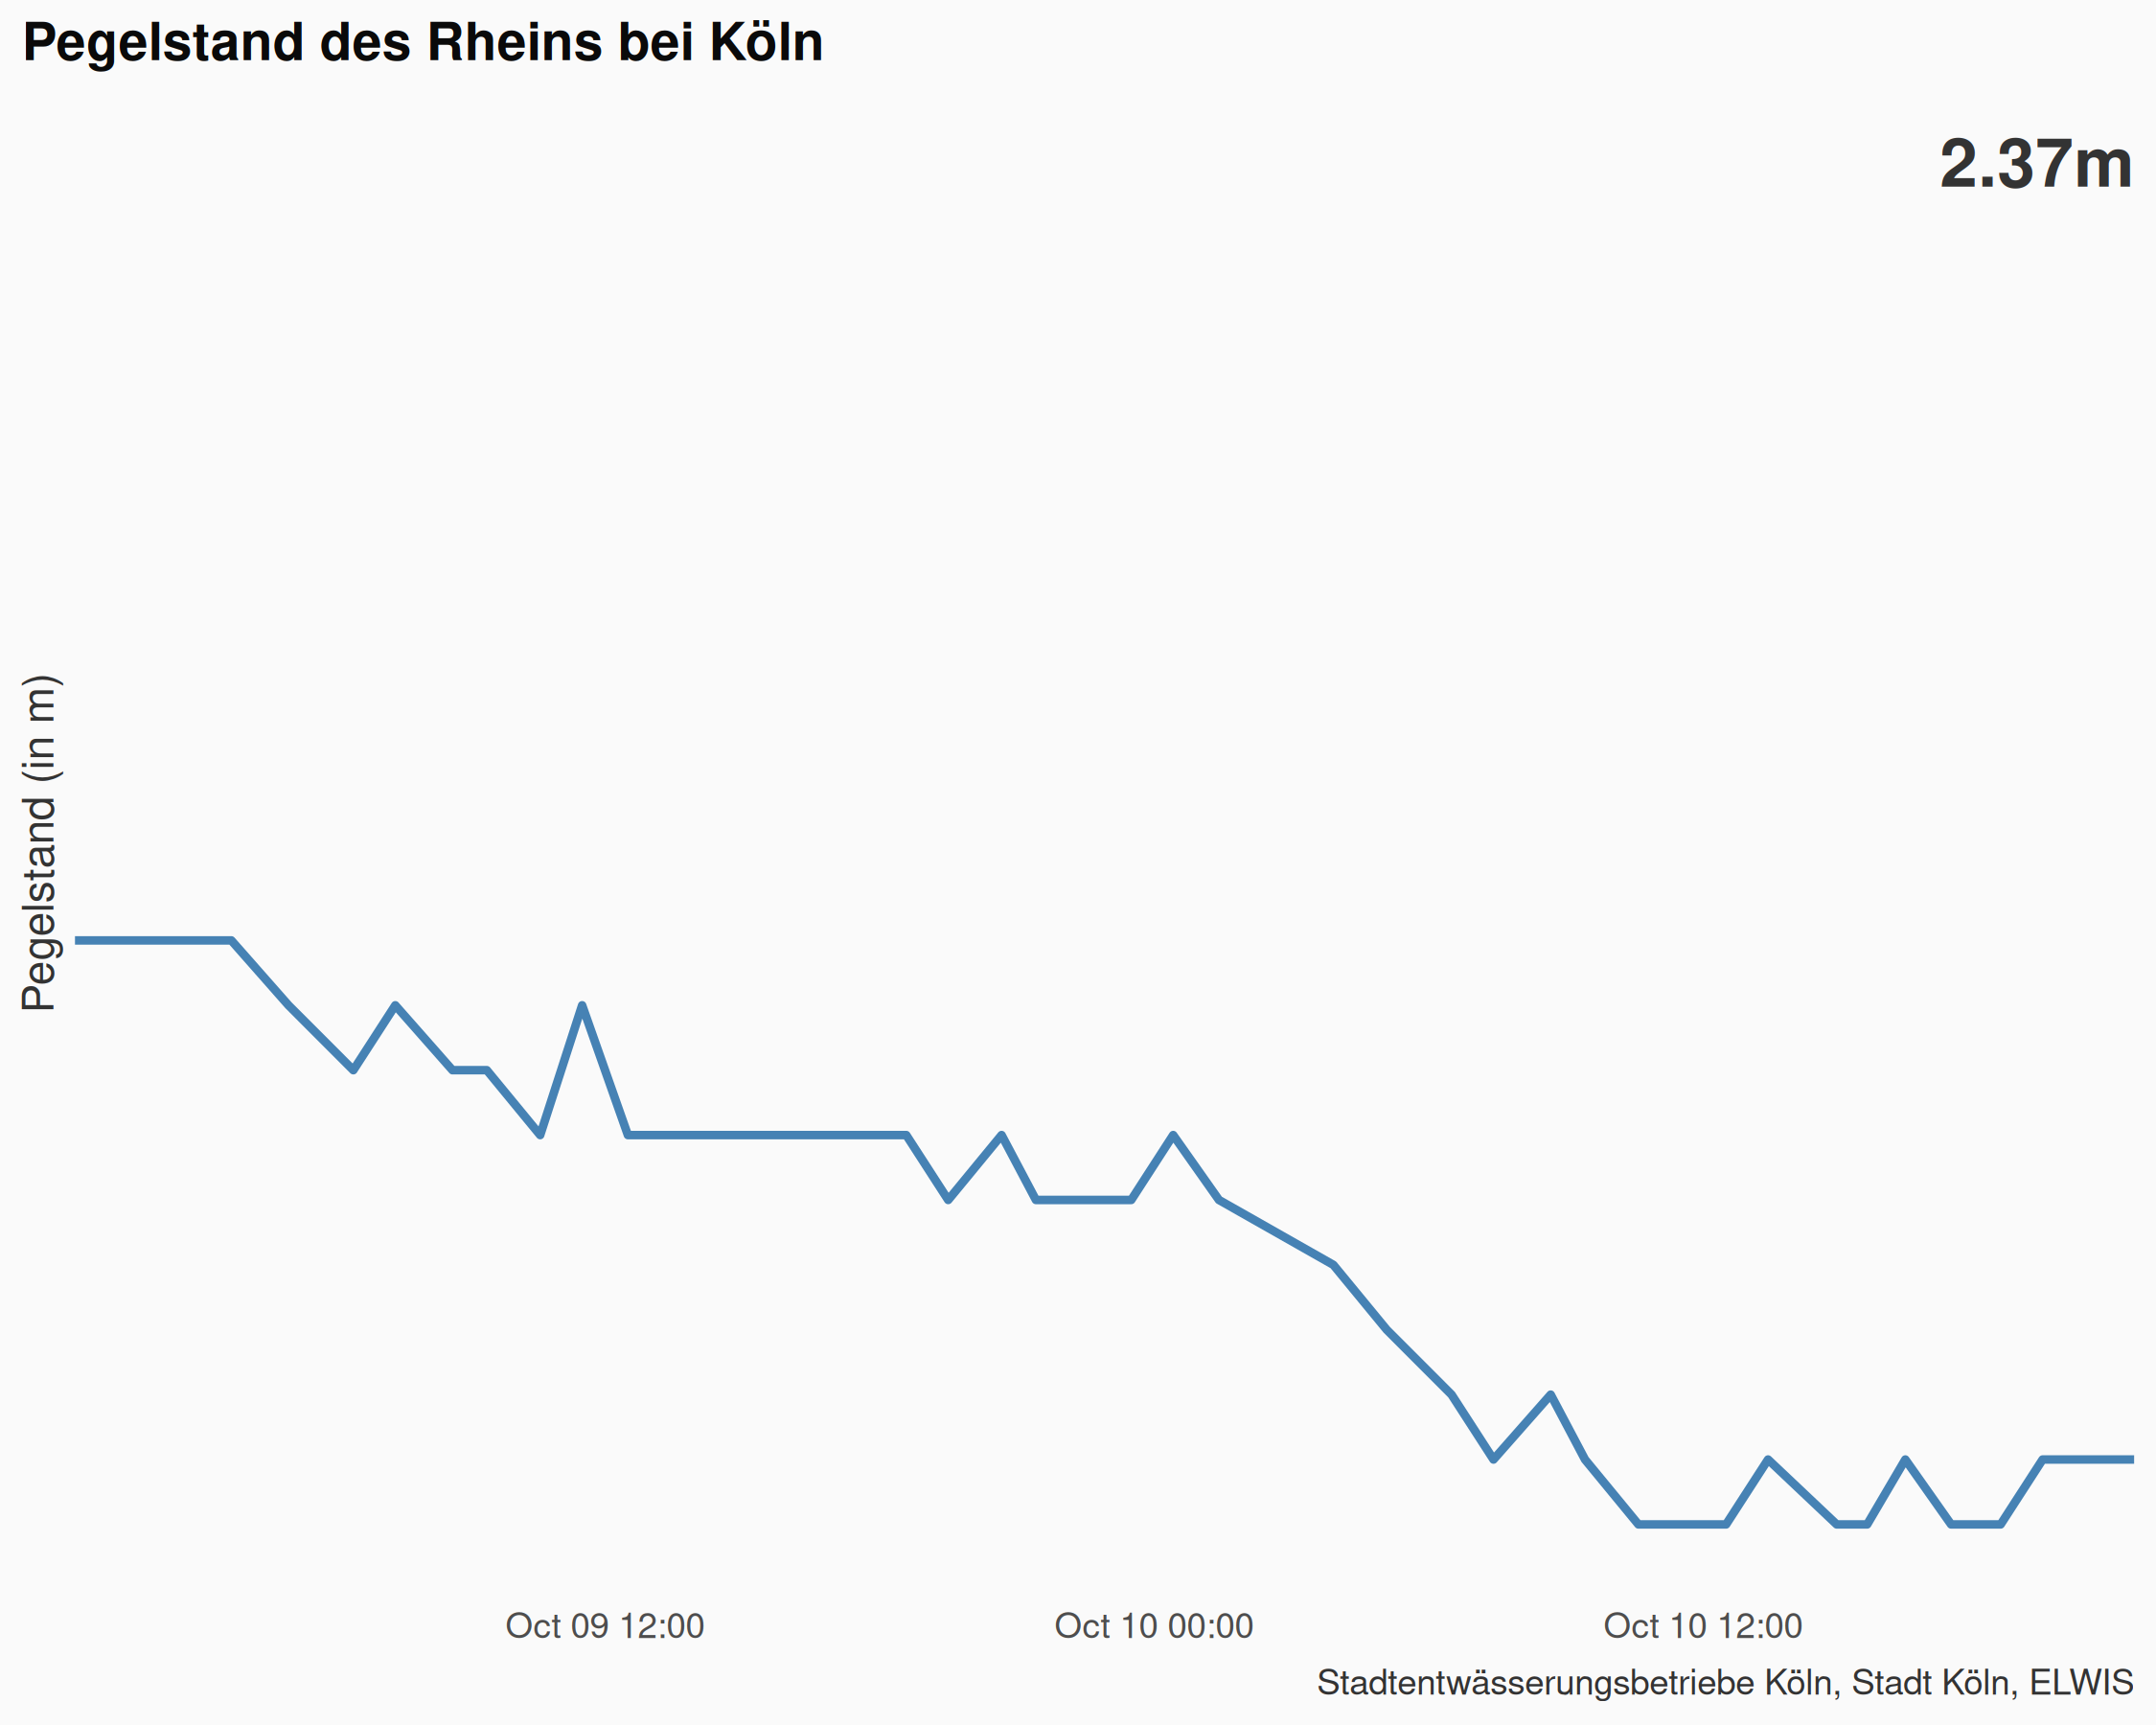 Pegelstand des Rheins bei Köln
2.37m
Pegelstand (in m)
Oct 09 12:00
Oct 10 00:00
Oct 10 12:00
Stadtentwässerungsbetriebe Köln, Stadt Köln, ELWIS